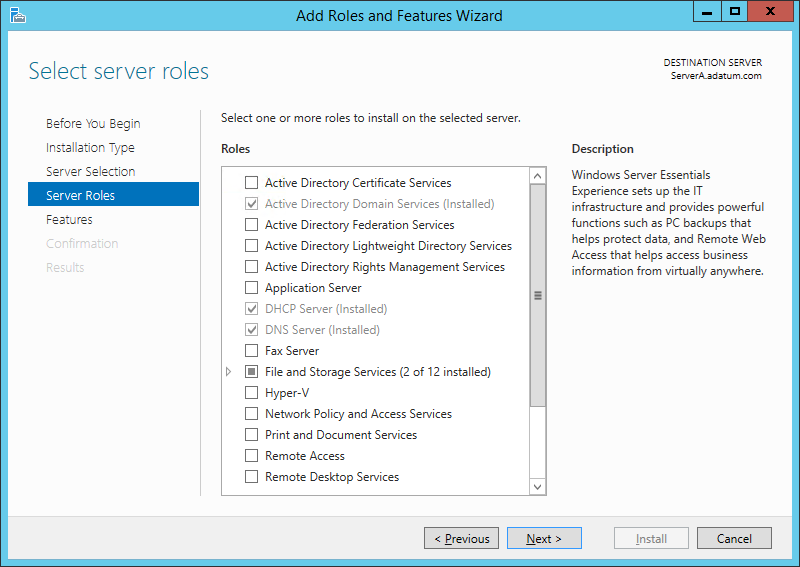 Add Roles and Features Wizard
Select server roles
DESTINATION SERVER
ServerA.adatum.com
Before You Begin
Installation Type
Server Selection
Server Roles
Features
Confirmation
Results
Select one or more roles to install on the selected server.
Roles
Active Directory Certificate Services
Active Directory Domain Services (Installed)
Active Directory Federation Services
Active Directory Lightweight Directory Services
Active Directory Rights Management Services
Application Server
DHCP Server (Installed)
DNS Server (Installed)
Fax Server
File and Storage Services (2 of 12 installed)
Hyper-V
Network Policy and Access Services
Print and Document Services
Remote Access
Remote Desktop Services
Description
Windows Server Essentials
Experience sets up the IT
infrastructure and provides powerful
functions such as PC backups that
helps protect data, and Remote Web
Access that helps access business
information from virtually anywhere.
< Previous
Next >
Install
Cancel